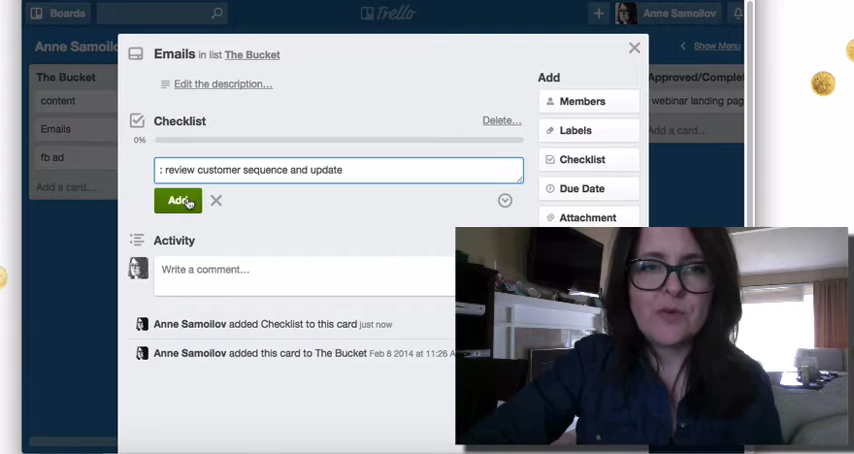 Boards
Trello
Anne Samoilov
Anne Samoilo
Show Menu
The Bucket
content
Emails
fb ad
Add a card…
Approved/Complet
webinar landing pag
Add a card…
Emails in list The Bucket
Edit the description…
Checklist
Delete…
0%
: review customer sequence and update
Add
Activity
Write a comment…
Anne Samoilov added Checklist to this card just now
Anne Samoilov added this card to The Bucket Feb 8 2014 at 11:26
Add
Members
Labels
Checklist
Due Date
Attachment